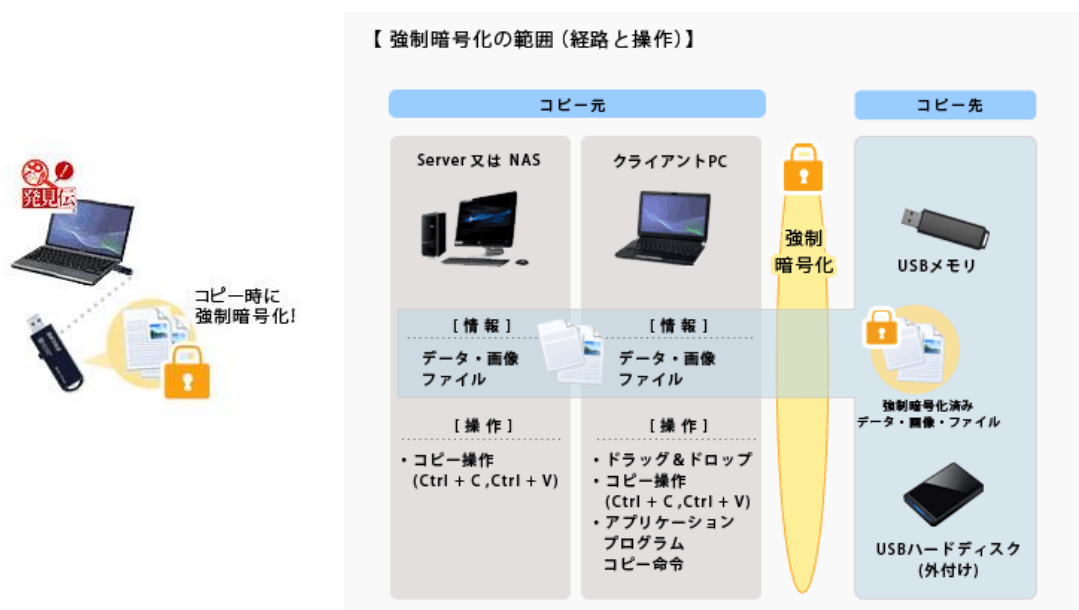 発見伝
コピー時に
強制暗号化!
【 強制暗号化の範囲（経路と操作）】
コピー元
コピー先
Server 又は NAS
クライアントPC
強制
暗号化
USBメモリ
[ 情 報 ]
データ・画像
ファイル
[ 情 報 ]
データ・画像
ファイル
強制暗号化済み
データ・画像・ファイル
[ 操 作 ]
・コピー操作
(Ctrl + C ,Ctrl + V)
[ 操 作 ]
・ドラッグ＆ドロップ
・コピー操作
(Ctrl + C ,Ctrl + V)
・アプリケーション
プログラム
コピー命令
USBハードディスク
(外付け)